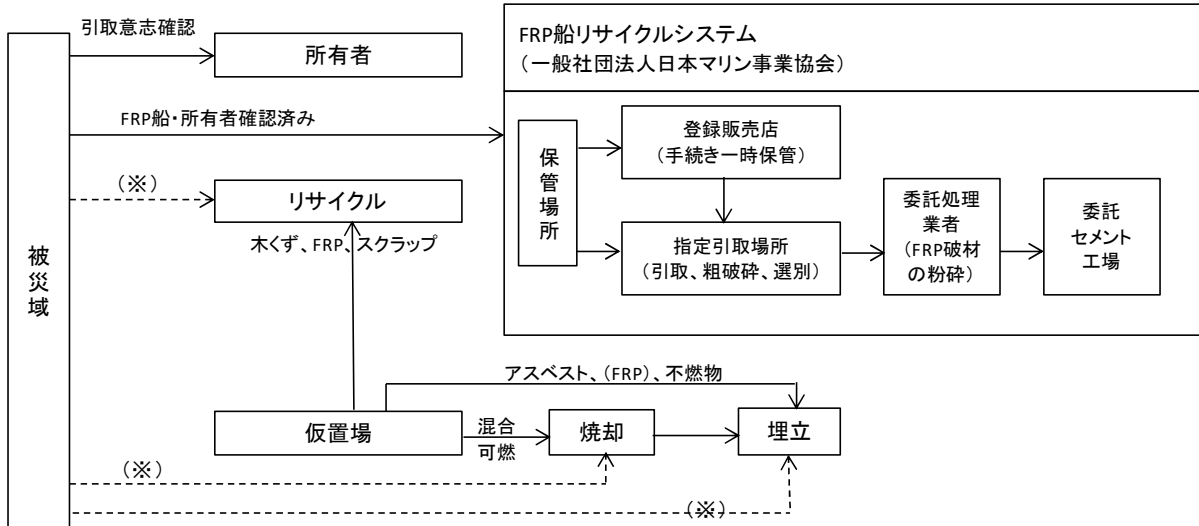 引取意志確認
所有者
FRP船リサイクルシステム
（一般社団法人日本マリン事業協会）
FRP船・所有者確認済み
登録販売店
（手続き一時保管）
保管場所
（※）
リサイクル
木くず、FRP、スクラップ
指定引取場所
（引取、粗破砕、選別）
委託処理
業者
（FRP破材
の粉砕）
委託
セメント
工場
被災域
アスベスト、（FRP）、不燃物
仮置場
混合
可燃
焼却
埋立
（※）
（※）